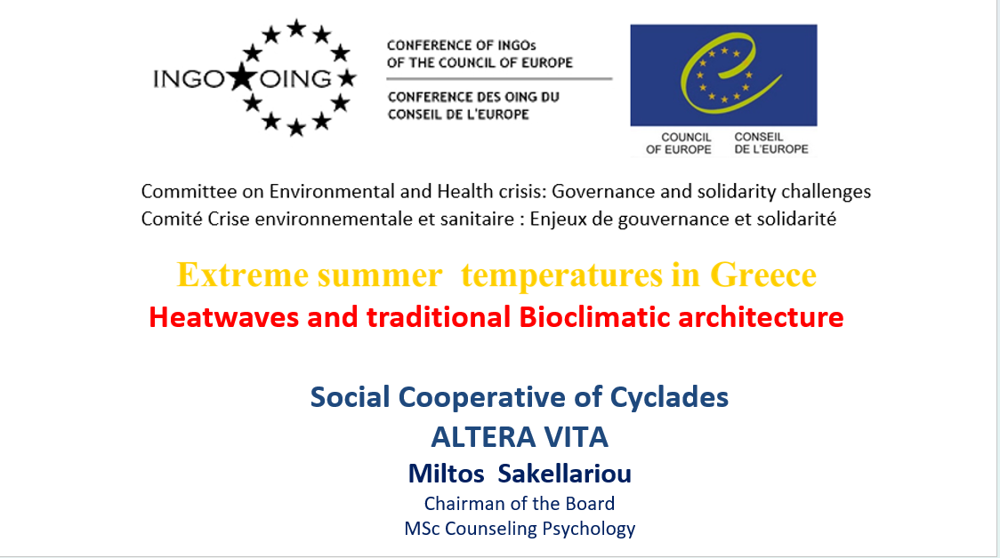 INGO OING
CONFERENCE OF INGOs
OF THE COUNCIL OF EUROPE
CONFERENCE DES OING DU
CONSEIL DE L'EUROPE
COUNCIL OF EUROPE
CONSEIL DE L'EUROPE
Committee on Environmental and Health crisis: Governance and solidarity challenges
Comité Crise environnementale et sanitaire : Enjeux de gouvernance et solidarité
Extreme summer temperatures in Greece
Heatwaves and traditional Bioclimatic architecture
Social Cooperative of Cyclades
ALTERA VITA
Miltos Sakellariou
Chairman of the Board
MSc Counseling Psychology